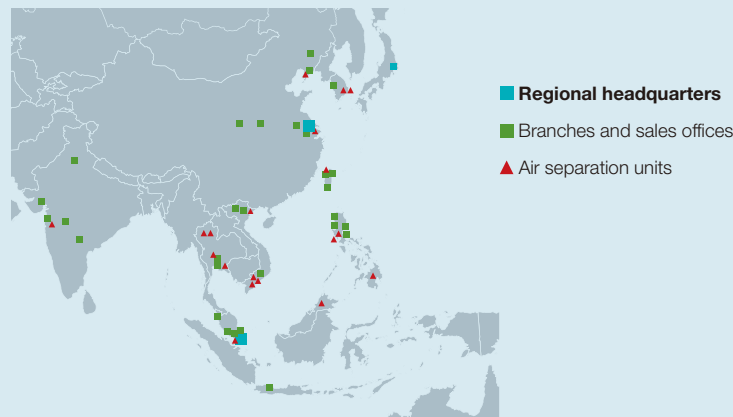 Regional headquarters
Branches and sales offices
Air separation units